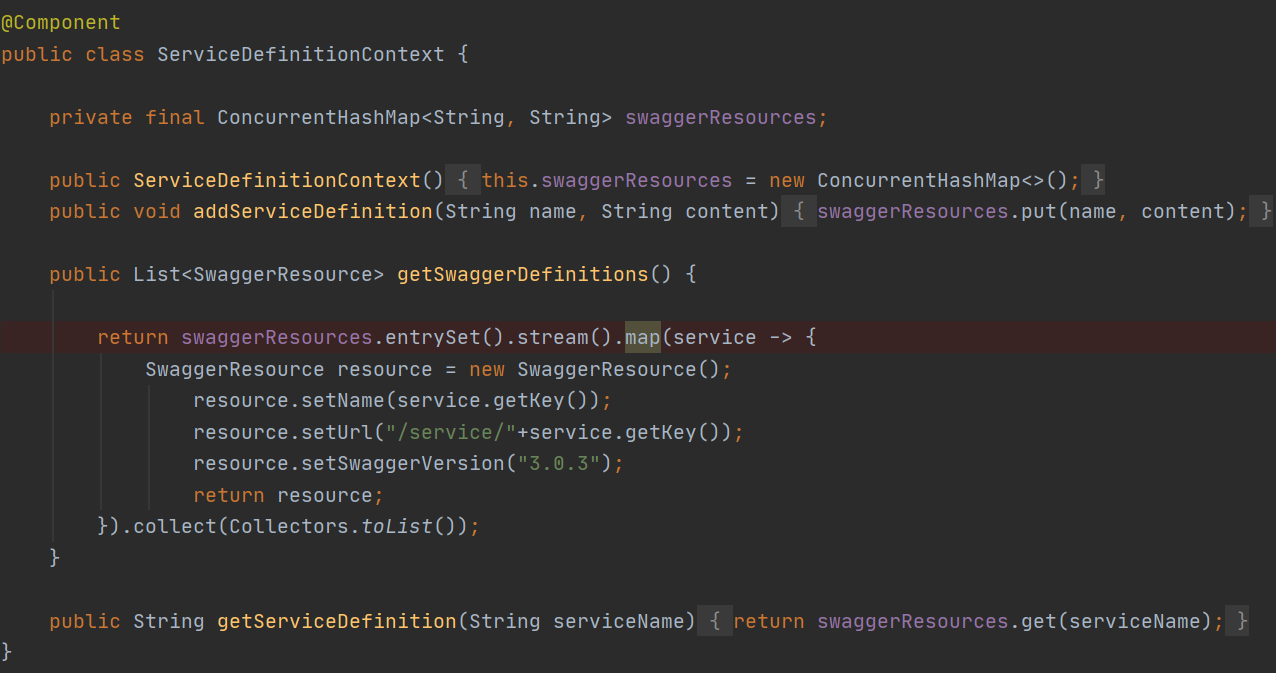 @Component
public class ServiceDefinitionContext {
private final ConcurrentHashMap<String, String> swaggerResources;
public ServiceDefinitionContext() { this.swaggerResources = new ConcurrentHashMap<>(); }
public void addServiceDefinition(String name, String content) { swaggerResources.put(name, content); }
public List<SwaggerResource> getSwaggerDefinitions() {
return swaggerResources.entrySet().stream().map(service -> {
SwaggerResource resource = new SwaggerResource();
resource.setName(service.getKey());
resource.setUrl("/service/"+service.getKey());
resource.setSwaggerVersion("3.0.3");
return resource;
}).collect(Collectors.toList());
}
public String getServiceDefinition(String serviceName) { return swaggerResources.get(serviceName); }
}